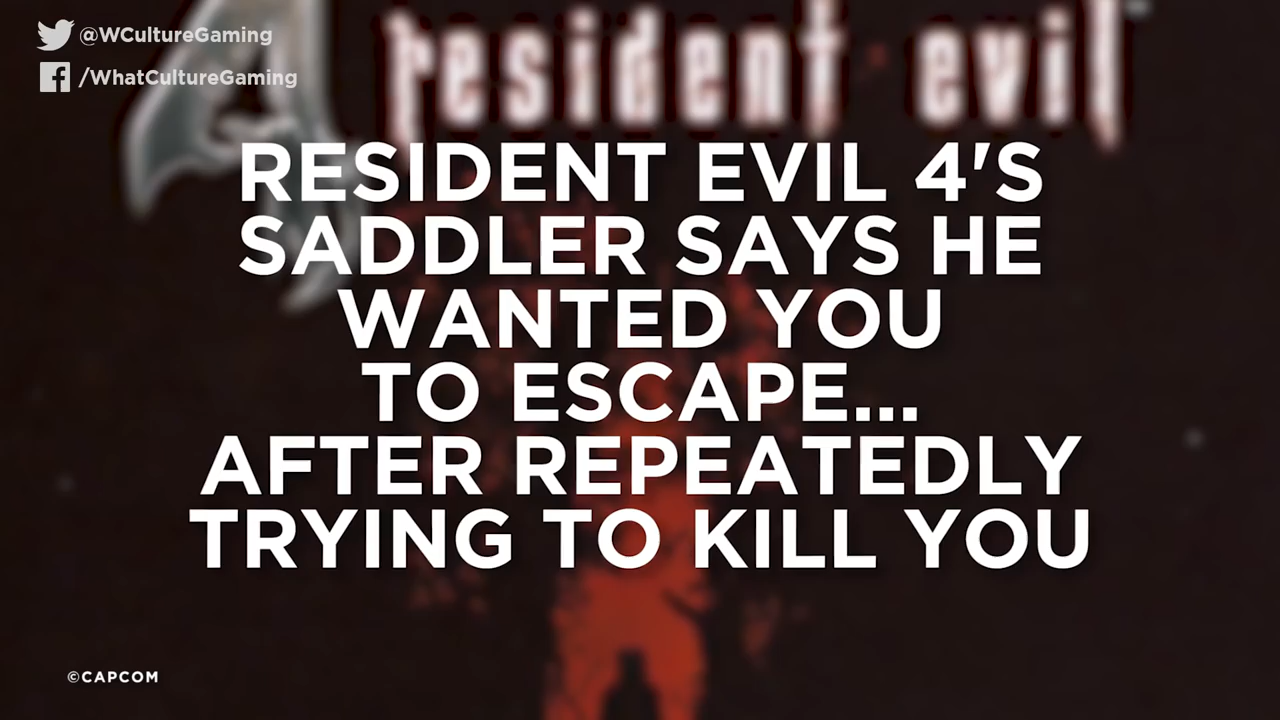 @WCultureGaming
/WhatCultureGaming
4 resident evil
RESIDENT EVIL 4'S
SADDLER SAYS HE
WANTED YOU
TO ESCAPE...
AFTER REPEATEDLY
TRYING TO KILL YOU
©CAPCOM